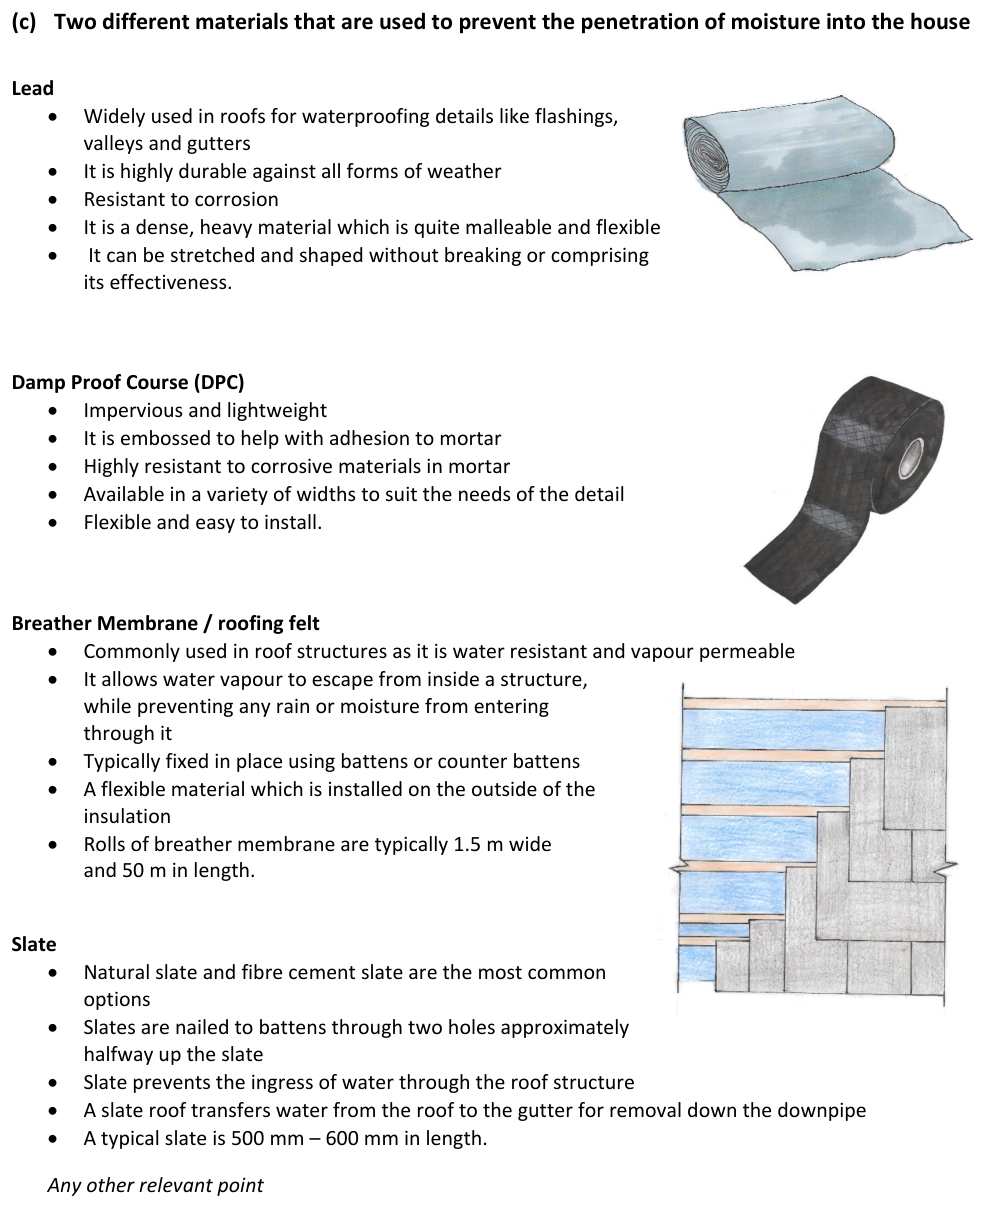 (c) Two different materials that are used to prevent the penetration of moisture into the house
Lead
• Widely used in roofs for waterproofing details like flashings,
valleys and gutters
• It is highly durable against all forms of weather
• Resistant to corrosion
• It is a dense, heavy material which is quite malleable and flexible
• It can be stretched and shaped without breaking or comprising
its effectiveness.
Damp Proof Course (DPC)
• Impervious and lightweight
• It is embossed to help with adhesion to mortar
• Highly resistant to corrosive materials in mortar
• Available in a variety of widths to suit the needs of the detail
• Flexible and easy to install.
Breather Membrane / roofing felt
• Commonly used in roof structures as it is water resistant and vapour permeable
• It allows water vapour to escape from inside a structure,
while preventing any rain or moisture from entering
through it
• Typically fixed in place using battens or counter battens
• A flexible material which is installed on the outside of the
insulation
• Rolls of breather membrane are typically 1.5 m wide
and 50 m in length.
Slate
• Natural slate and fibre cement slate are the most common
options
• Slates are nailed to battens through two holes approximately
halfway up the slate
• Slate prevents the ingress of water through the roof structure
• A slate roof transfers water from the roof to the gutter for removal down the downpipe
• A typical slate is 500 mm – 600 mm in length.
Any other relevant point